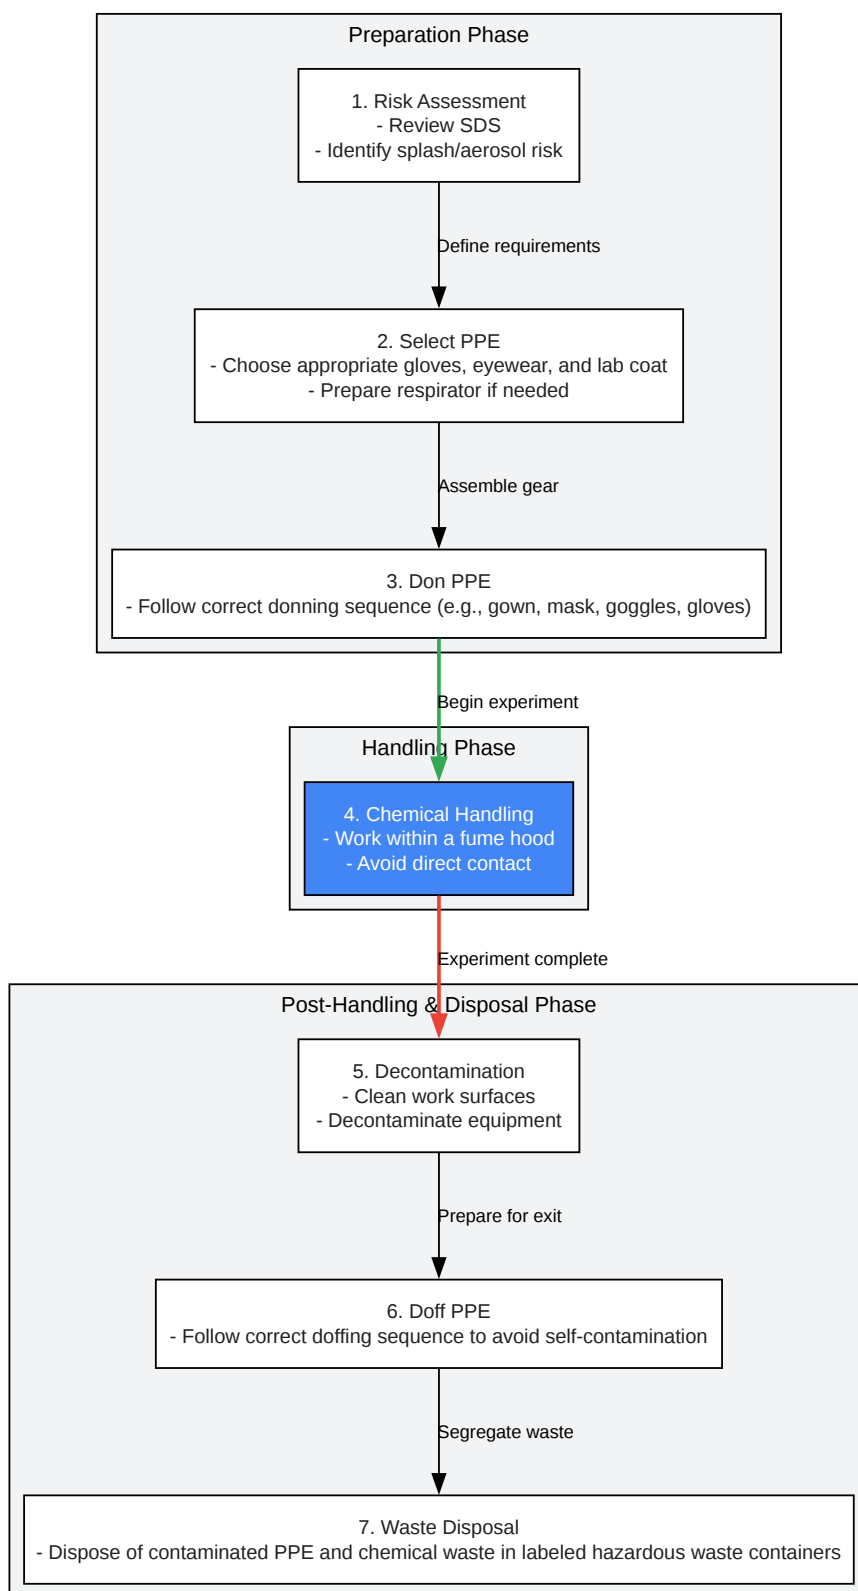 Preparation Phase
1. Risk Assessment
- Review SDS
- Identify splash/aerosol risk
Define requirements
2. Select PPE
- Choose appropriate gloves, eyewear, and lab coat
- Prepare respirator if needed
Assemble gear
3. Don PPE
- Follow correct donning sequence (e.g., gown, mask, goggles, gloves)
Begin experiment
Handling Phase
4. Chemical Handling
- Work within a fume hood
- Avoid direct contact
Experiment complete
Post-Handling & Disposal Phase
5. Decontamination
- Clean work surfaces
- Decontaminate equipment
Prepare for exit
6. Doff PPE
- Follow correct doffing sequence to avoid self-contamination
Segregate waste
7. Waste Disposal
- Dispose of contaminated PPE and chemical waste in labeled hazardous waste containers